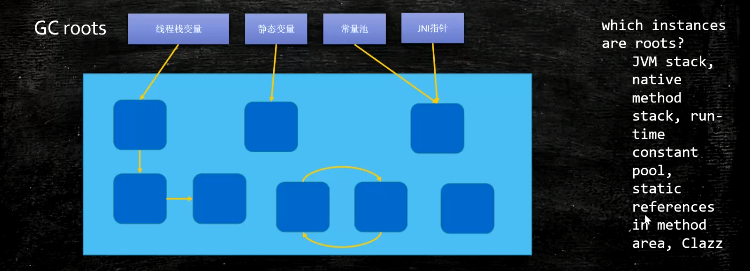 GC roots
线程栈变量
静态变量
常量池
JNI指针
which instances
are roots?
JVM stack,
native
method
stack, run-
time
constant
pool,
static
references
in method
area, Clazz